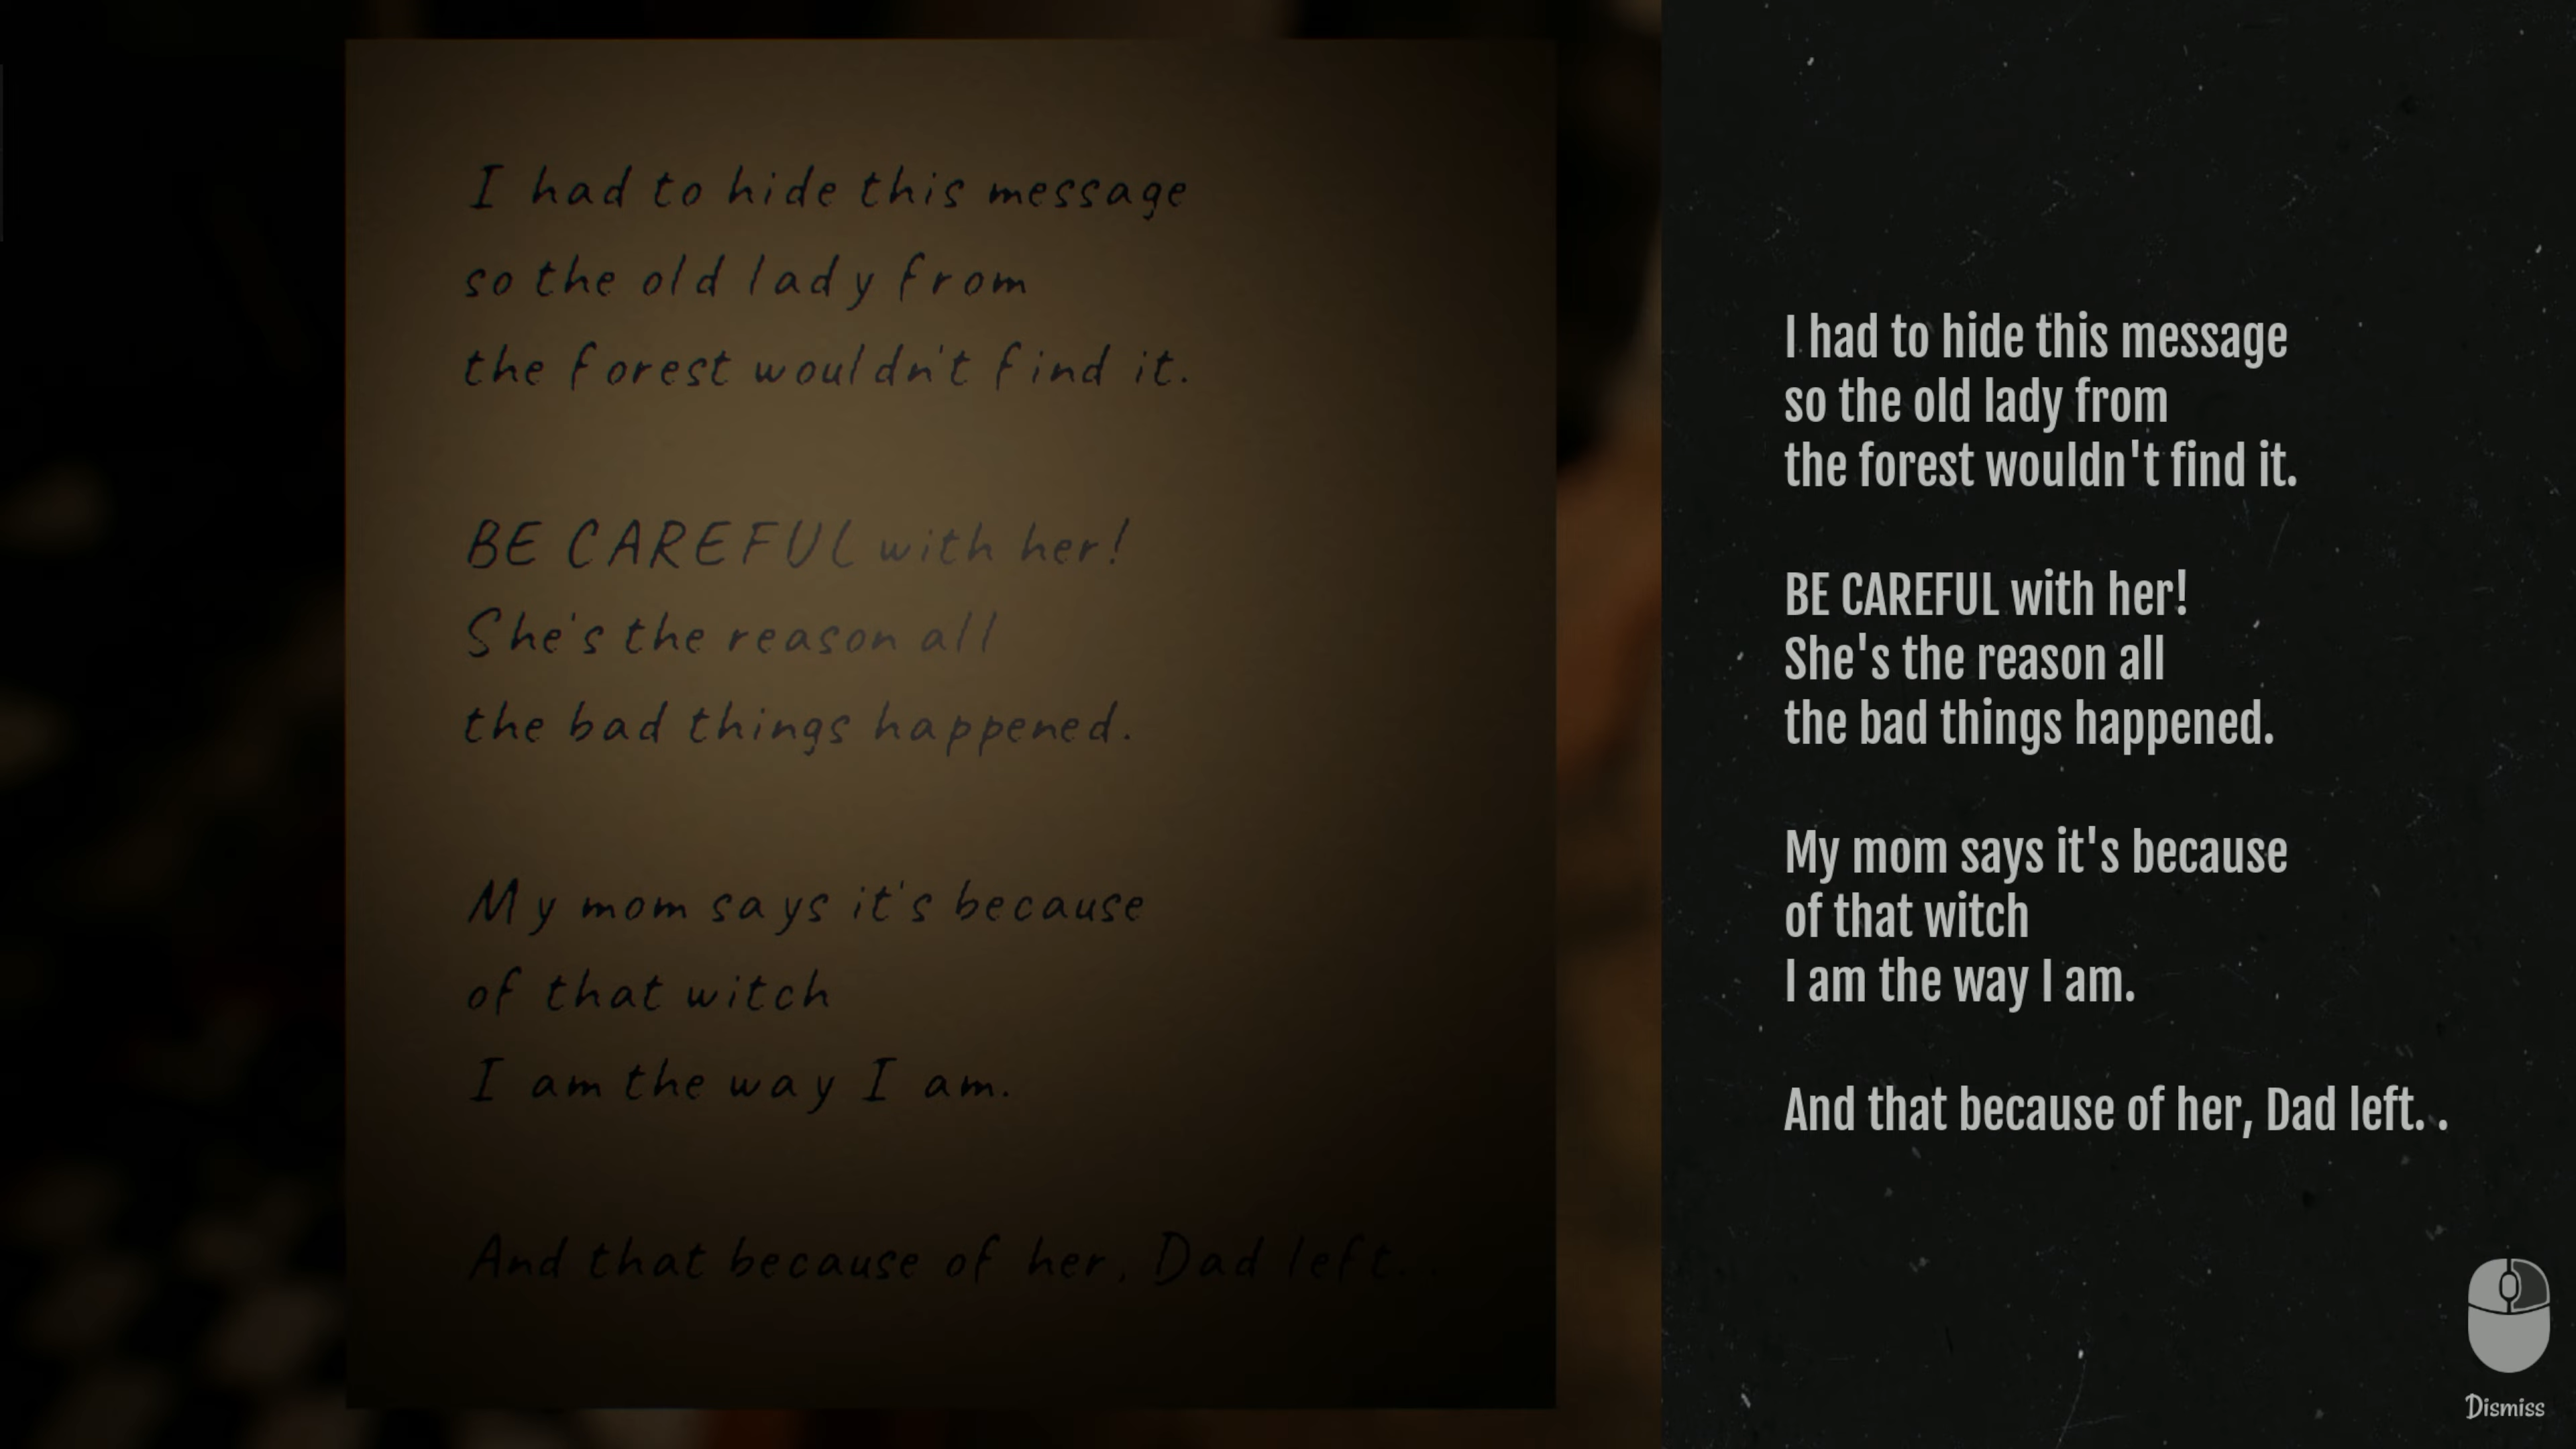 I had to hide this message
so the old lady from
the forest wouldn't find it.
BE CAREFUL with her!
She's the reason all
the bad things happened.
My mom says it's because
of that witch
I am the way I am.
And that because of her, Dad left. .
I had to hide this message
so the old lady from
the forest wouldn't find it.
BE CAREFUL with her!
She's the reason all
the bad things happened.
My mom says it's because
of that witch
I am the way I am.
And that because of her, Dad left. .
Dismiss